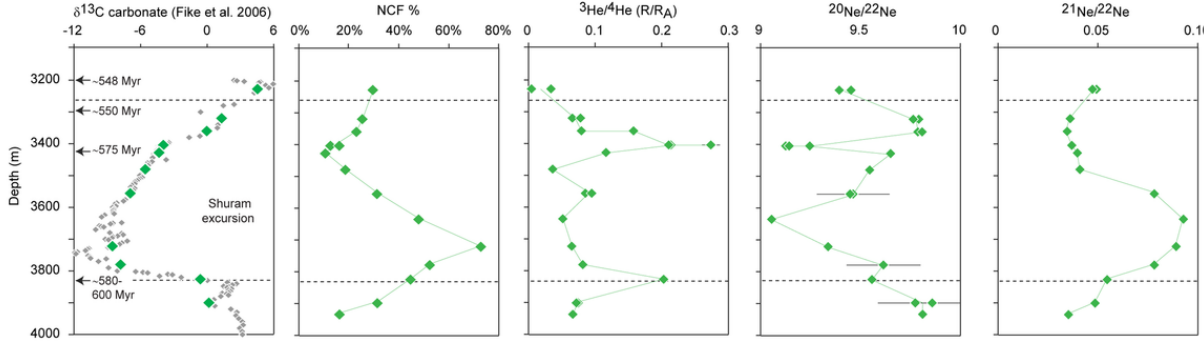 δ¹³C carbonate (Fike et al. 2006)
-12 -6 0 6
NCF %
0% 20% 40% 60% 80%
³He/⁴He (R/R_A)
0 0.1 0.2 0.3
²⁰Ne/²²Ne
9 9.5 10
²¹Ne/²²Ne
0 0.05 0.10
Depth (m)
3200
3400
3600
3800
4000
~548 Myr
~550 Myr
~575 Myr
Shuram
excursion
~580-
600 Myr